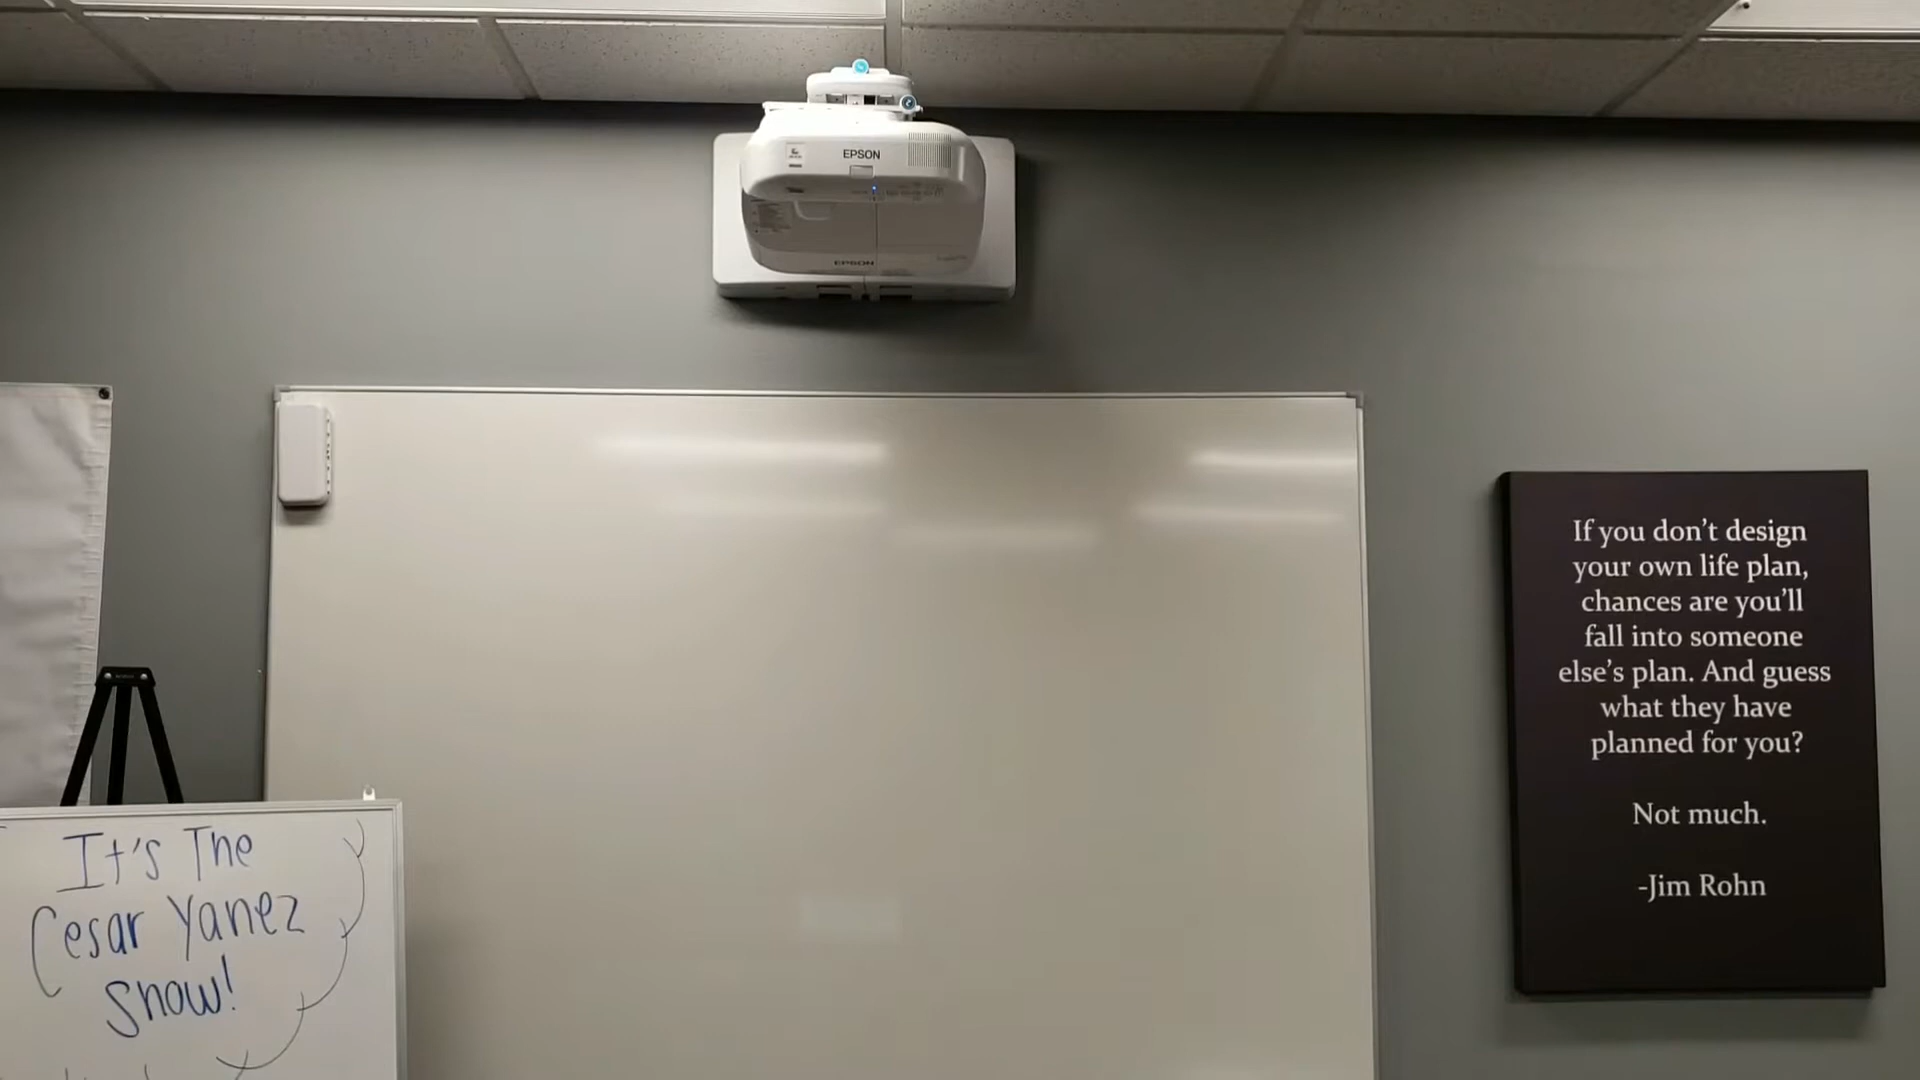 EPSON
EPSON
If you don't design
your own life plan,
chances are you'll
fall into someone
else's plan. And guess
what they have
planned for you?
Not much.
-Jim Rohn
It's The
Cesar Yanez
Show!